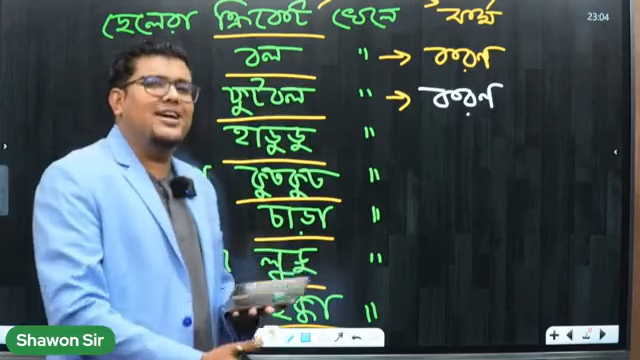 23:04
ছেলেরা ক্রিকেট খেলে → কর্ম
বল " → করণ
ফুটবল " → করণ
হাডুডু "
কুতকুত "
চাড়া "
লুডু "
"
Shawon Sir